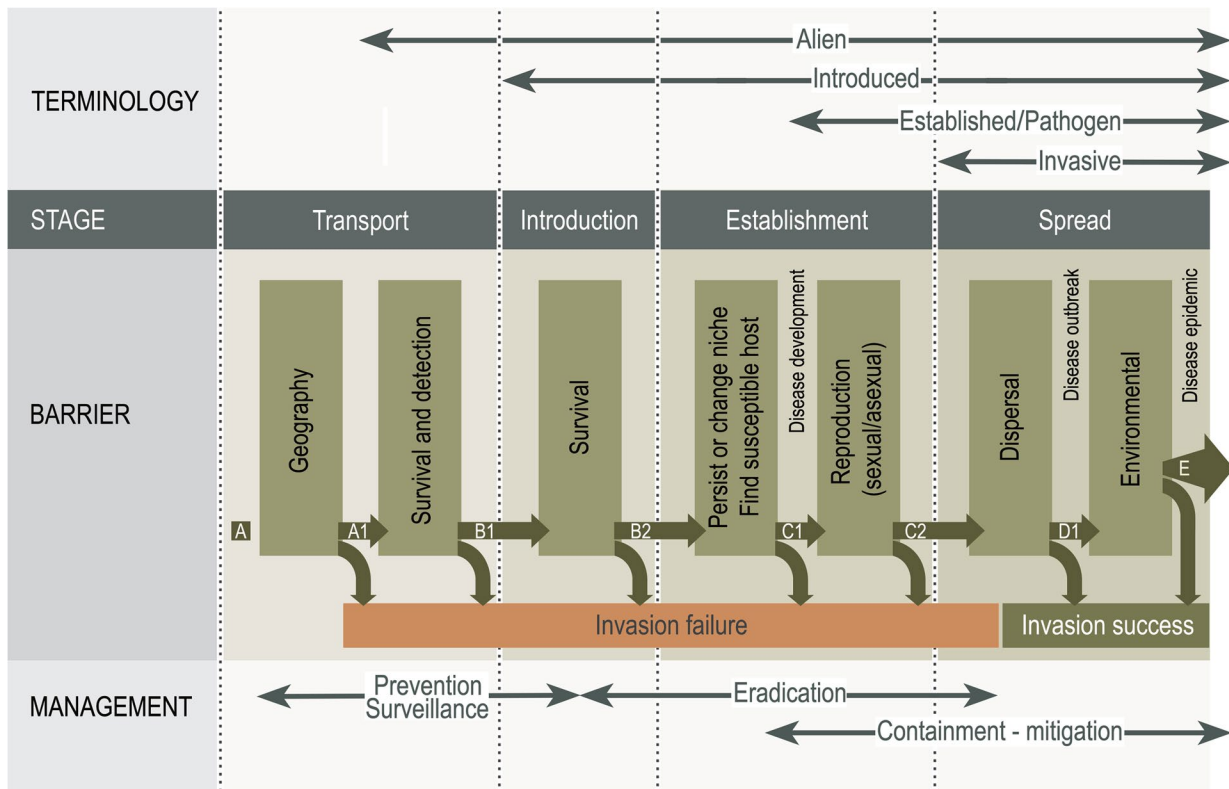 Alien
Introduced
TERMINOLOGY
Established/Pathogen
Invasive
STAGE
Transport
Introduction
Establishment
Spread
BARRIER
Geography
Survival and detection
Survival
Persist or change niche
Find susceptible host
Disease development
Reproduction
(sexual/asexual)
Dispersal
Disease outbreak
Environmental
Disease epidemic
A
A1
B1
B2
C1
C2
D1
E
Invasion failure
Invasion success
MANAGEMENT
Prevention
Surveillance
Eradication
Containment - mitigation